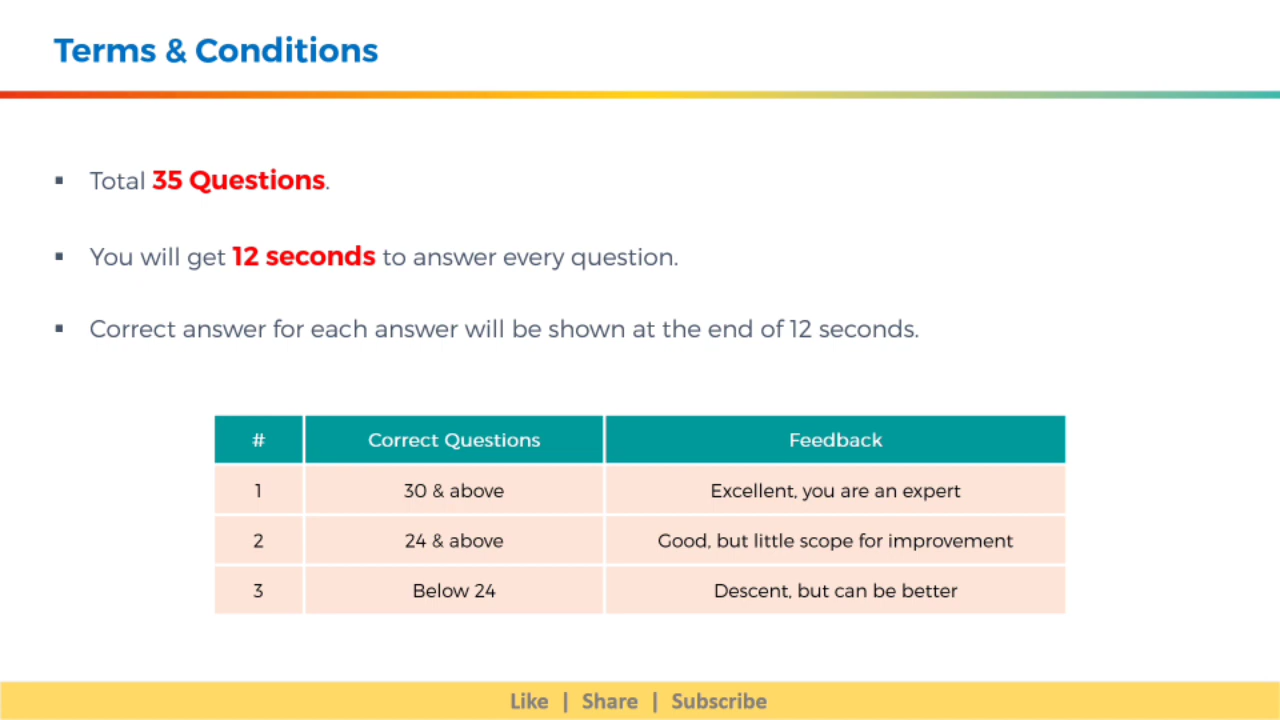 Terms & Conditions
▪ Total 35 Questions.
▪ You will get 12 seconds to answer every question.
▪ Correct answer for each answer will be shown at the end of 12 seconds.
# Correct Questions Feedback
1 30 & above Excellent, you are an expert
2 24 & above Good, but little scope for improvement
3 Below 24 Descent, but can be better
Like | Share | Subscribe